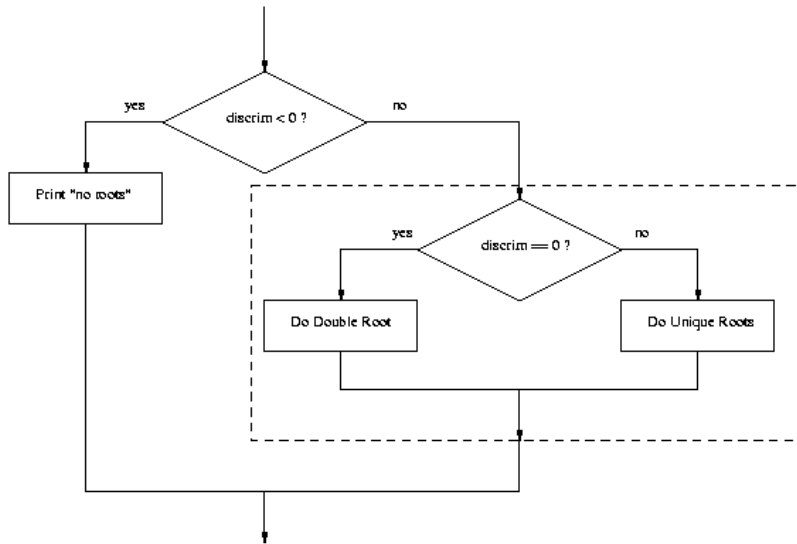 discrim < 0 ?
yes
no
Print "no roots"
discrim == 0 ?
yes
no
Do Double Root
Do Unique Roots